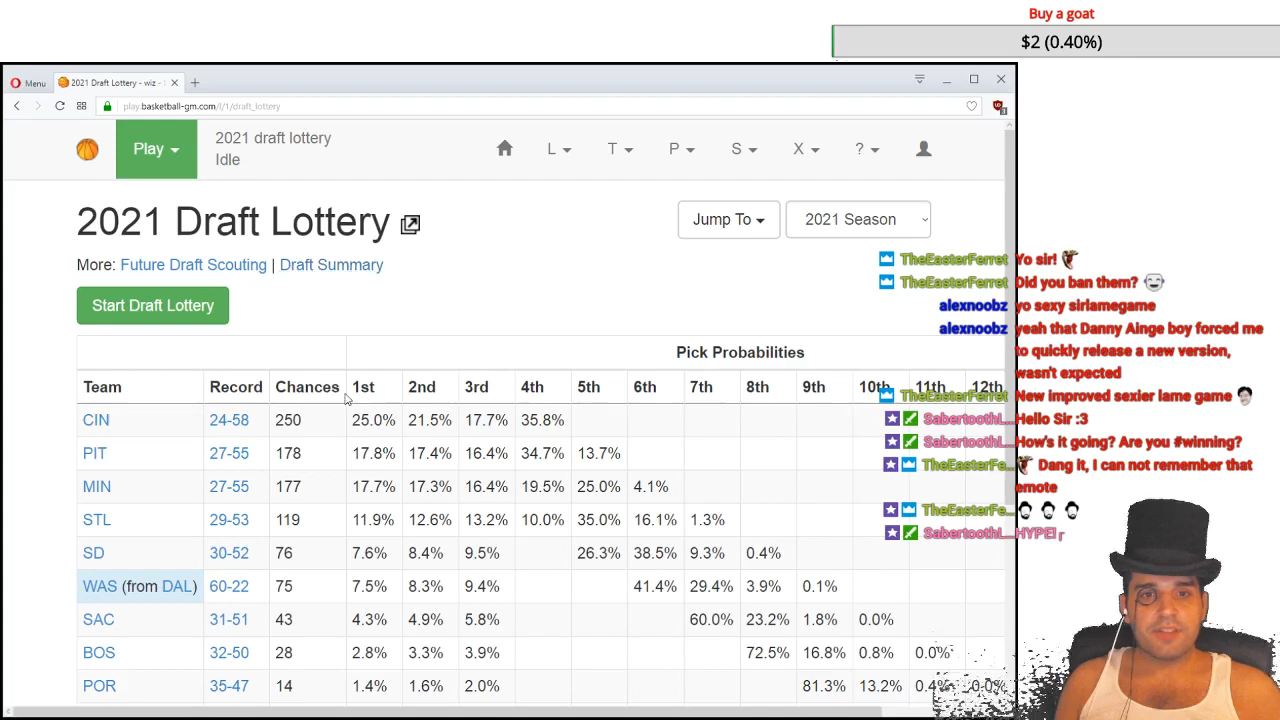 Buy a goat
$2 (0.40%)
Menu
2021 Draft Lottery - wiz -
play.basketball-gm.com/l/1/draft_lottery
Play
2021 draft lottery
Idle
L T P S X ?
2021 Draft Lottery
Jump To
2021 Season
More: Future Draft Scouting | Draft Summary
Start Draft Lottery
Pick Probabilities
Team Record Chances 1st 2nd 3rd 4th 5th 6th 7th 8th 9th 10th 11th 12th
CIN 24-58 250 25.0% 21.5% 17.7% 35.8%
PIT 27-55 178 17.8% 17.4% 16.4% 34.7% 13.7%
MIN 27-55 177 17.7% 17.3% 16.4% 19.5% 25.0% 4.1%
STL 29-53 119 11.9% 12.6% 13.2% 10.0% 35.0% 16.1% 1.3%
SD 30-52 76 7.6% 8.4% 9.5% 26.3% 38.5% 9.3% 0.4%
WAS (from DAL) 60-22 75 7.5% 8.3% 9.4% 41.4% 29.4% 3.9% 0.1%
SAC 31-51 43 4.3% 4.9% 5.8% 60.0% 23.2% 1.8% 0.0%
BOS 32-50 28 2.8% 3.3% 3.9% 72.5% 16.8% 0.8% 0.0%
POR 35-47 14 1.4% 1.6% 2.0% 81.3% 13.2% 0.4% 0.0%
TheEasterFerret Yo sir!
TheEasterFerret Did you ban them?
alexnoobz yo sexy sirlamegame
alexnoobz yeah that Danny Ainge boy forced me
to quickly release a new version,
wasn't expected
TheEasterFerret New improved sexier lame game
SabertoothL... Hello Sir :3
SabertoothL... How's it going? Are you #winning?
TheEasterFe... Dang it, I can not remember that
emote
TheEasterFe...
SabertoothL... HYPE!